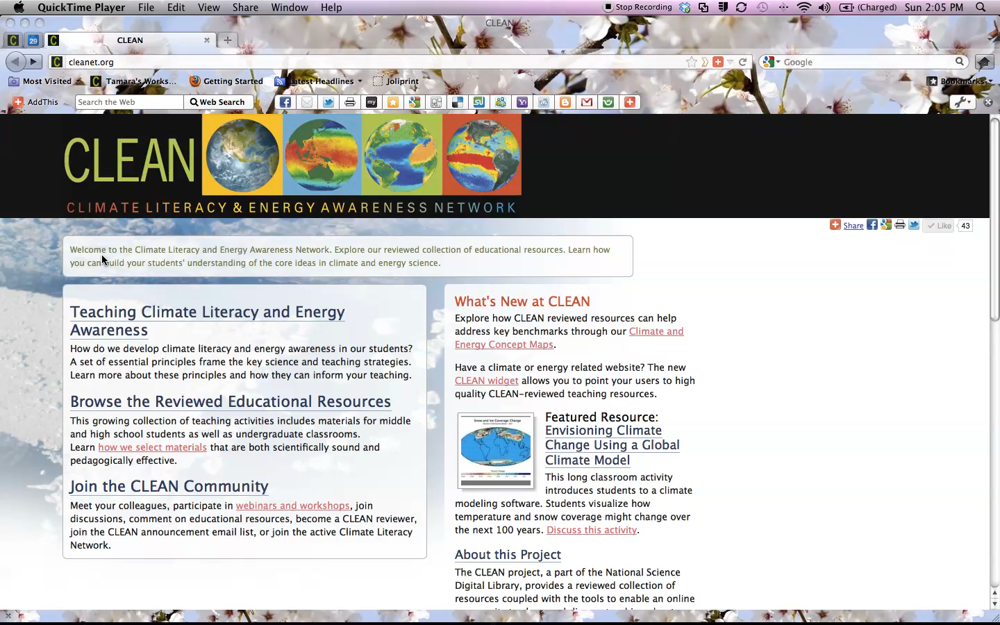 QuickTime Player File Edit View Share Window Help Stop Recording (Charged) Sun 2:05 PM
CLEAN
29 CLEAN
cleanet.org Google
Most Visited Tamara's Works... Getting Started Latest Headlines Joliprint Bookmarks
AddThis Search the Web Web Search my
CLEAN
CLIMATE LITERACY & ENERGY AWARENESS NETWORK
Share Like 43
Welcome to the Climate Literacy and Energy Awareness Network. Explore our reviewed collection of educational resources. Learn how
you can build your students' understanding of the core ideas in climate and energy science.
Teaching Climate Literacy and Energy
Awareness
How do we develop climate literacy and energy awareness in our students?
A set of essential principles frame the key science and teaching strategies.
Learn more about these principles and how they can inform your teaching.
Browse the Reviewed Educational Resources
This growing collection of teaching activities includes materials for middle
and high school students as well as undergraduate classrooms.
Learn how we select materials that are both scientifically sound and
pedagogically effective.
Join the CLEAN Community
Meet your colleagues, participate in webinars and workshops, join
discussions, comment on educational resources, become a CLEAN reviewer,
join the CLEAN announcement email list, or join the active Climate Literacy
Network.
What's New at CLEAN
Explore how CLEAN reviewed resources can help
address key benchmarks through our Climate and
Energy Concept Maps.
Have a climate or energy related website? The new
CLEAN widget allows you to point your users to high
quality CLEAN-reviewed teaching resources.
Snow and Ice Coverage Change
Featured Resource:
Envisioning Climate
Change Using a Global
Climate Model
This long classroom activity
introduces students to a climate
modeling software. Students visualize how
temperature and snow coverage might change over
the next 100 years. Discuss this activity.
About this Project
The CLEAN project, a part of the National Science
Digital Library, provides a reviewed collection of
resources coupled with the tools to enable an online